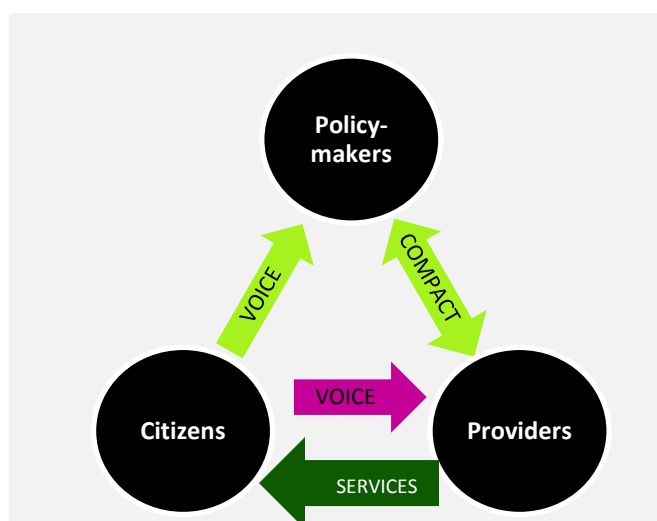 Policy-
makers
VOICE
COMPACT
VOICE
Citizens
Providers
SERVICES